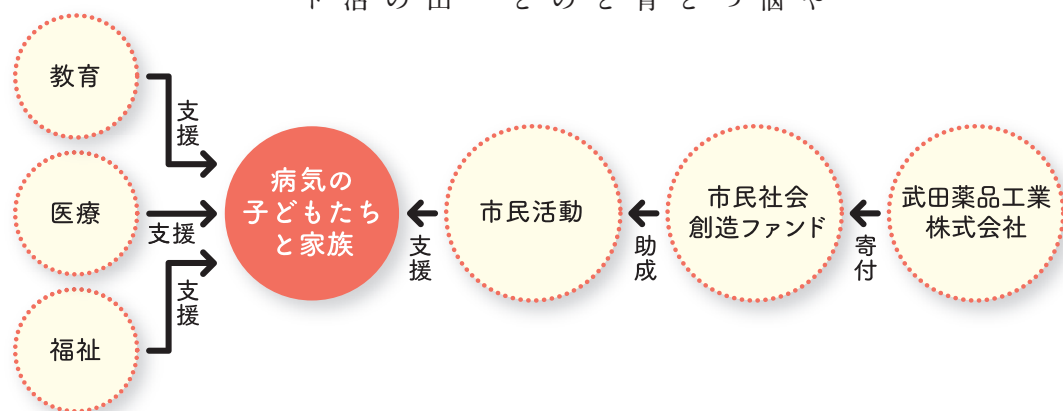 教育
支援
医療
支援
福祉
支援
病気の
子どもたち
と家族
支援
市民活動
助成
市民社会
創造ファンド
寄付
武田薬品工業
株式会社